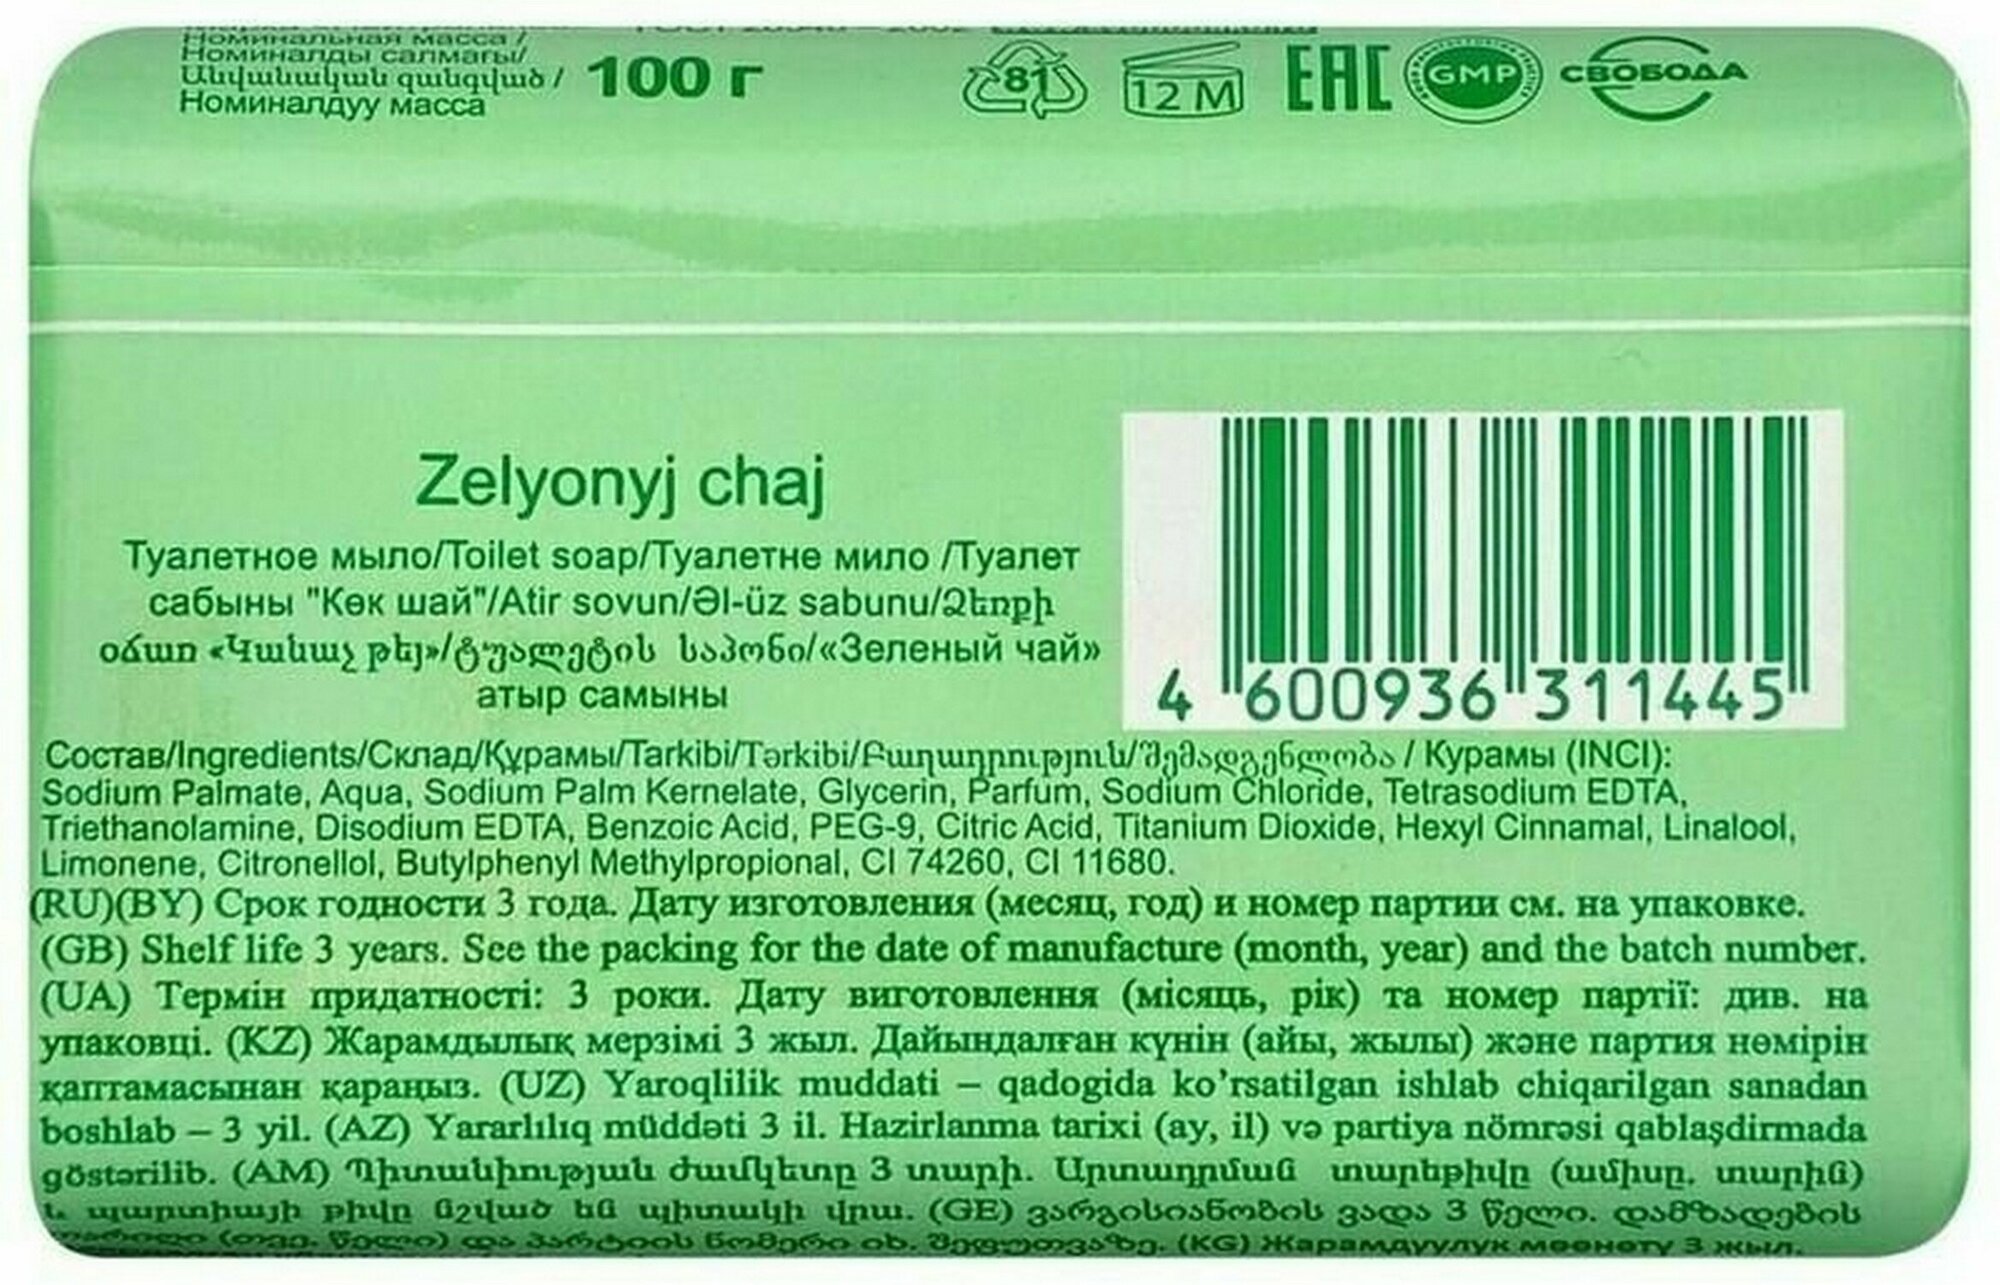 Номинальная масса /
Номиналды салмағы/
Անվանական զանգված /
Номиналдуу масса
100 г
81
12 M
EAC
GMP
СВОБОДА
Zelyonyj chaj
Туалетное мыло/Toilet soap/Туалетне мило /Туалет
сабыны "Көк шай"/Atir sovun/Əl-üz sabunu/Ձեռքի
օճառ «Կանաչ թեյ»/ტუალეტის საპონი/«Зеленый чай»
атыр самыны
4 600936 311445
Состав/Ingredients/Склад/Құрамы/Tarkibi/Tərkibi/Բաղադրություն/შემადგენლობა / Курамы (INCI):
Sodium Palmate, Aqua, Sodium Palm Kernelate, Glycerin, Parfum, Sodium Chloride, Tetrasodium EDTA,
Triethanolamine, Disodium EDTA, Benzoic Acid, PEG-9, Citric Acid, Titanium Dioxide, Hexyl Cinnamal, Linalool,
Limonene, Citronellol, Butylphenyl Methylpropional, CI 74260, CI 11680.
(RU)(BY) Срок годности 3 года. Дату изготовления (месяц, год) и номер партии см. на упаковке.
(GB) Shelf life 3 years. See the packing for the date of manufacture (month, year) and the batch number.
(UA) Термін придатності: 3 роки. Дату виготовлення (місяць, рік) та номер партії: див. на
упаковці. (KZ) Жарамдылық мерзімі 3 жыл. Дайындалған күнін (айы, жылы) және партия нөмірін
қаптамасынан қараңыз. (UZ) Yaroqlilik muddati – qadogida ko’rsatilgan ishlab chiqarilgan sanadan
boshlab – 3 yil. (AZ) Yararlılıq müddəti 3 il. Hazirlanma tarixi (ay, il) və partiya nömrəsi qablaşdirmada
göstərilib. (AM) Պիտանիության ժամկետը 3 տարի. Արտադրման տարեթիվը (ամիսը, տարին)
և պարտիայի թիվը նշված են պիտակի վրա. (GE) ვარგისიანობის ვადა 3 წელი. დამზადების
თარიღი (თვე, წელი) და პარტიის ნომერი იხ. შეფუთვაზე. (KG) Жарамдуулук мөөнөтү 3 жыл.